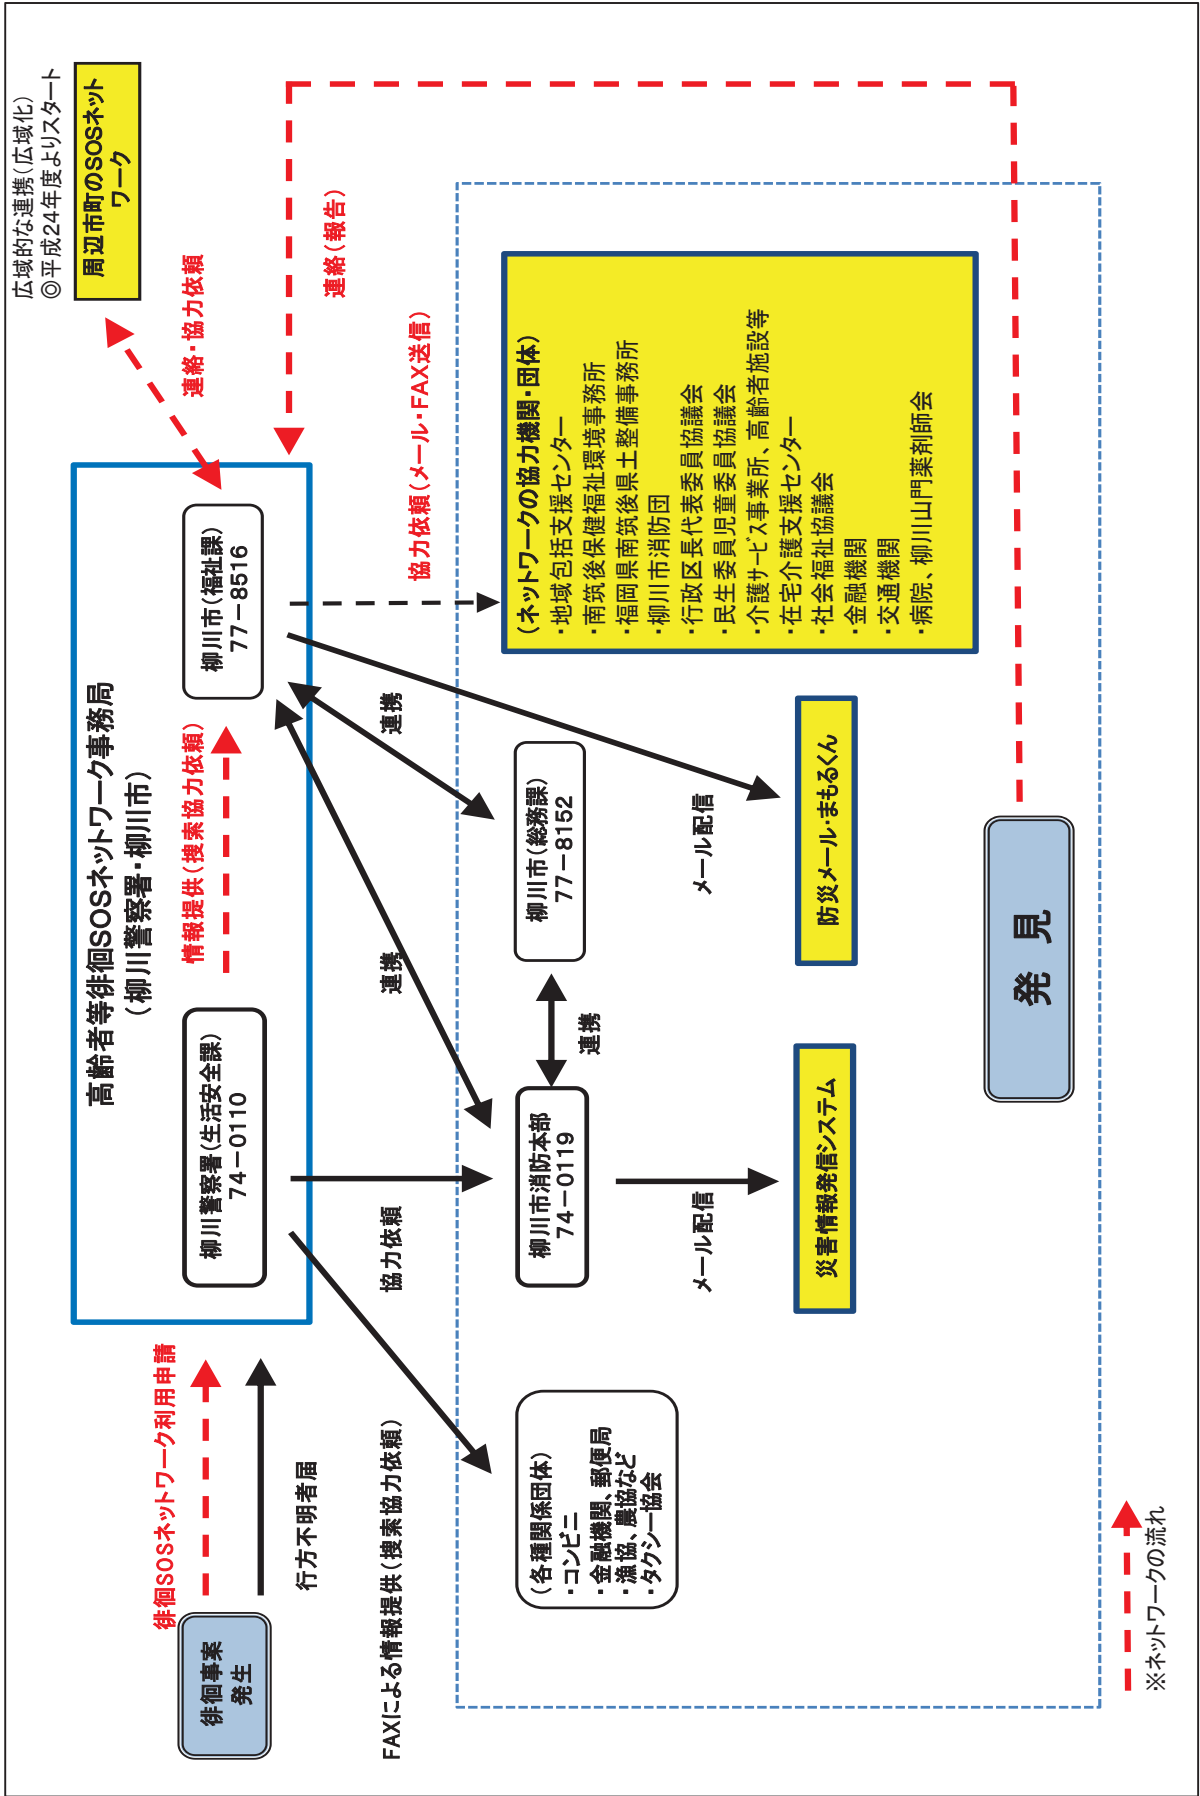 広域的な連携(広域化)
◎平成24年度よりスタート
周辺市町のSOSネット
ワーク
連絡・協力依頼
高齢者等徘徊SOSネットワーク事務局
(柳川警察署・柳川市)
徘徊事案
発生
徘徊SOSネットワーク利用申請
行方不明者届
柳川警察署(生活安全課)
74-0110
情報提供(捜索協力依頼)
柳川市(福祉課)
77-8516
連絡(報告)
FAXによる情報提供(捜索協力依頼)
協力依頼
連携
連携
協力依頼(メール・FAX送信)
(各種関係団体)
・コンビニ
・金融機関、郵便局
・漁協、農協など
・タクシー協会
柳川市消防本部
74-0119
連携
柳川市(総務課)
77-8152
(ネットワークの協力機関・団体)
・地域包括支援センター
・南筑後保健福祉環境事務所
・福岡県南筑後県土整備事務所
・柳川市消防団
・行政区長代表委員協議会
・民生委員児童委員協議会
・介護サービス事業所、高齢者施設等
・在宅介護支援センター
・社会福祉協議会
・金融機関
・交通機関
・病院、柳川山門薬剤師会
メール配信
メール配信
災害情報発信システム
防災メール・まもるくん
発 見
※ネットワークの流れ